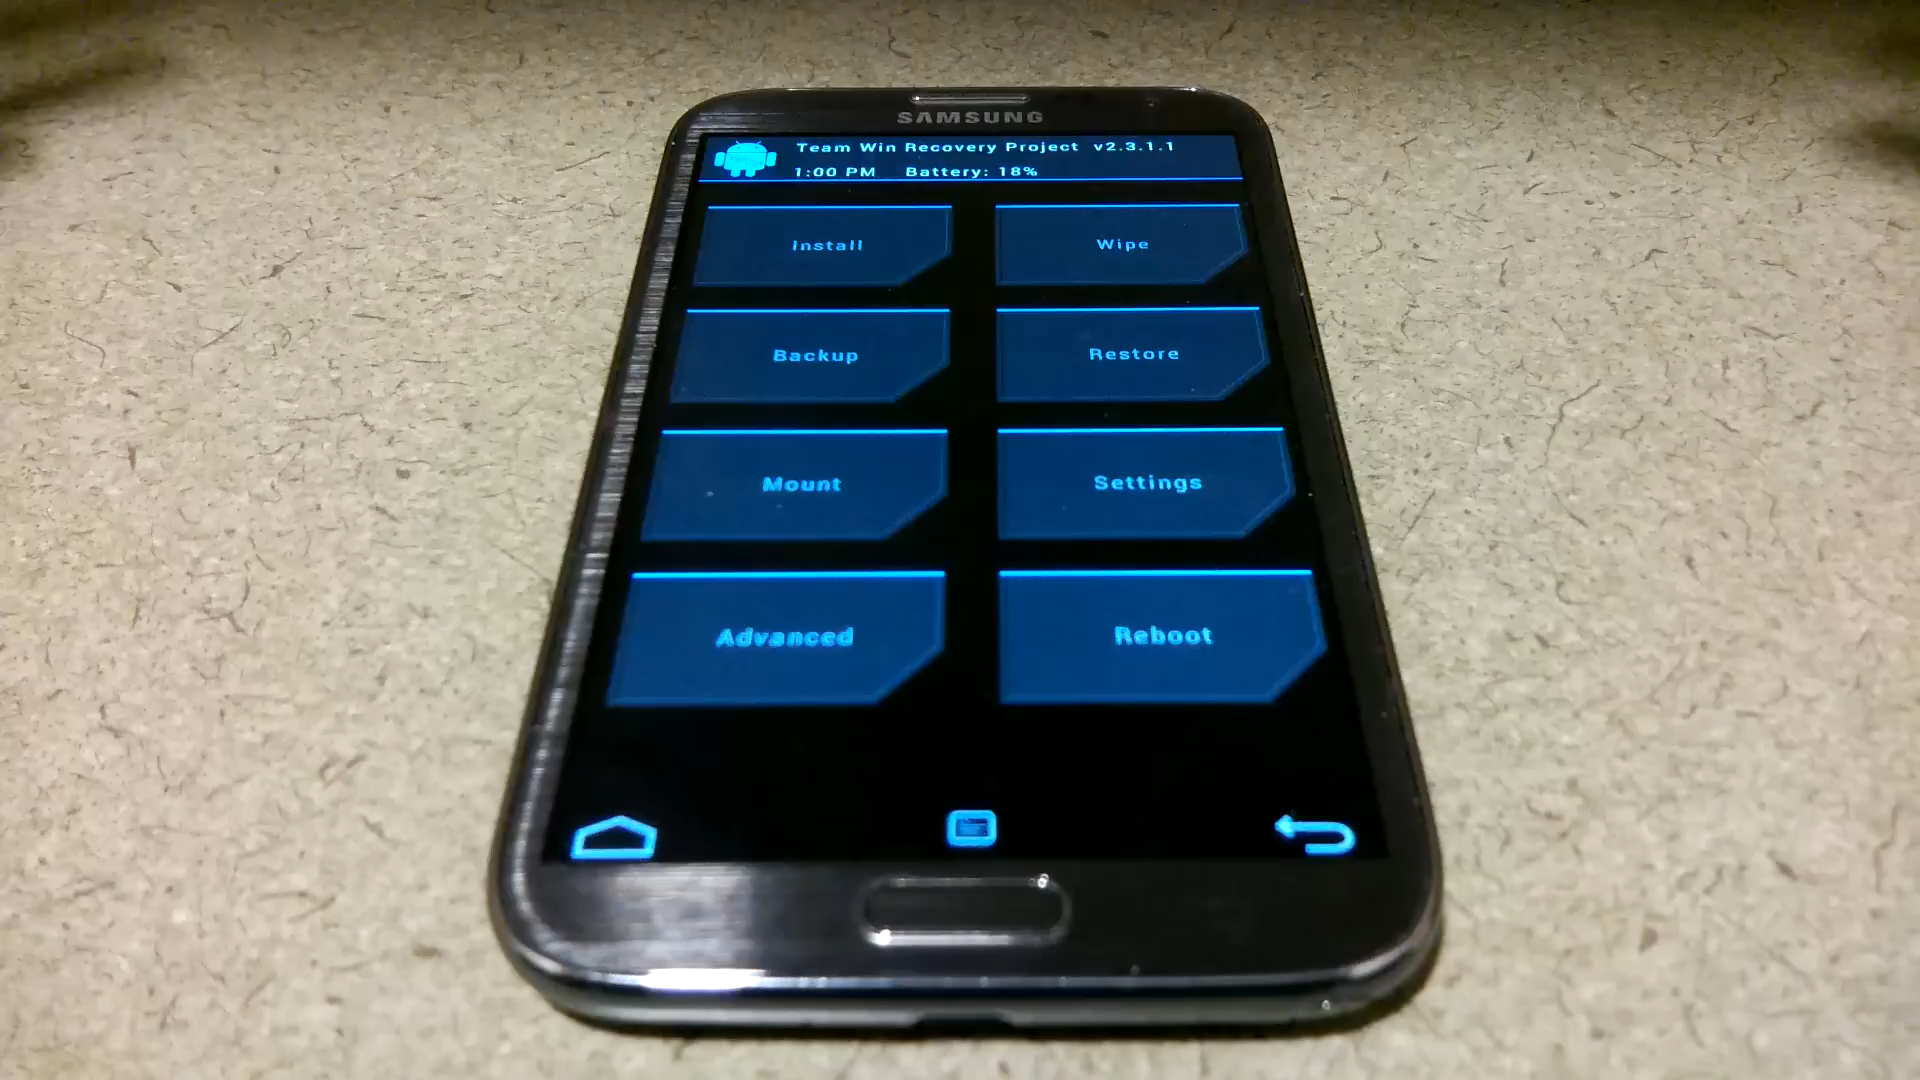 SAMSUNG
Team Win Recovery Project v2.3.1.1
1:00 PM Battery: 18%
Install
Wipe
Backup
Restore
Mount
Settings
Advanced
Reboot